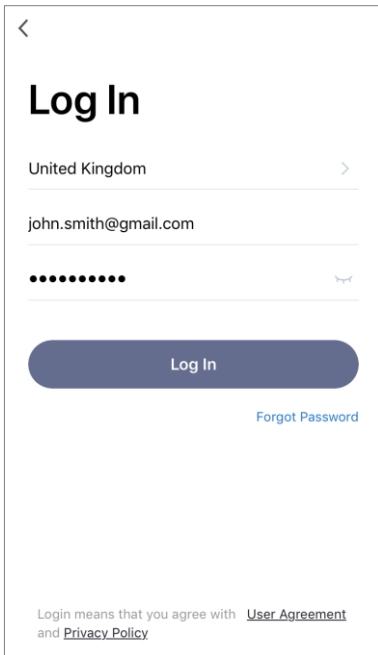 Log In
United Kingdom
john.smith@gmail.com
••••••••••
Log In
Forgot Password
Login means that you agree with User Agreement
and Privacy Policy